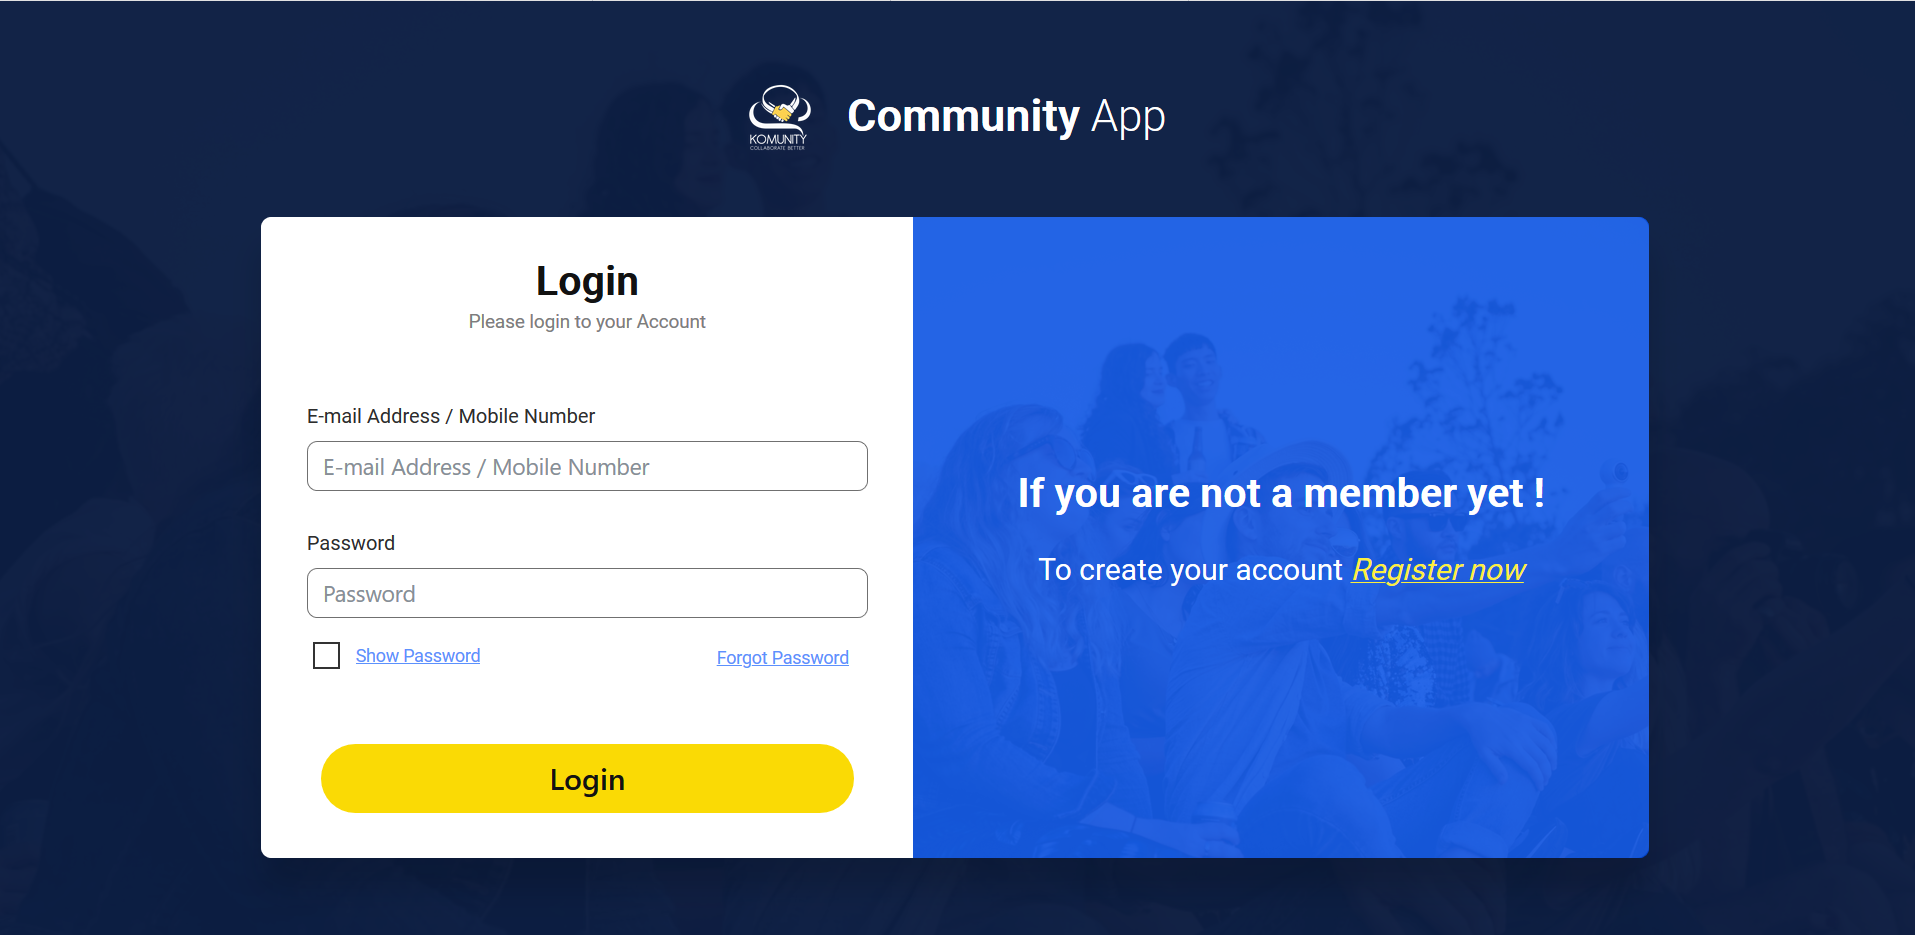 KOMUNITY
COLLABORATE BETTER
Community App
Login
Please login to your Account
E-mail Address / Mobile Number
E-mail Address / Mobile Number
Password
Password
Show Password
Forgot Password
Login
If you are not a member yet !
To create your account Register now